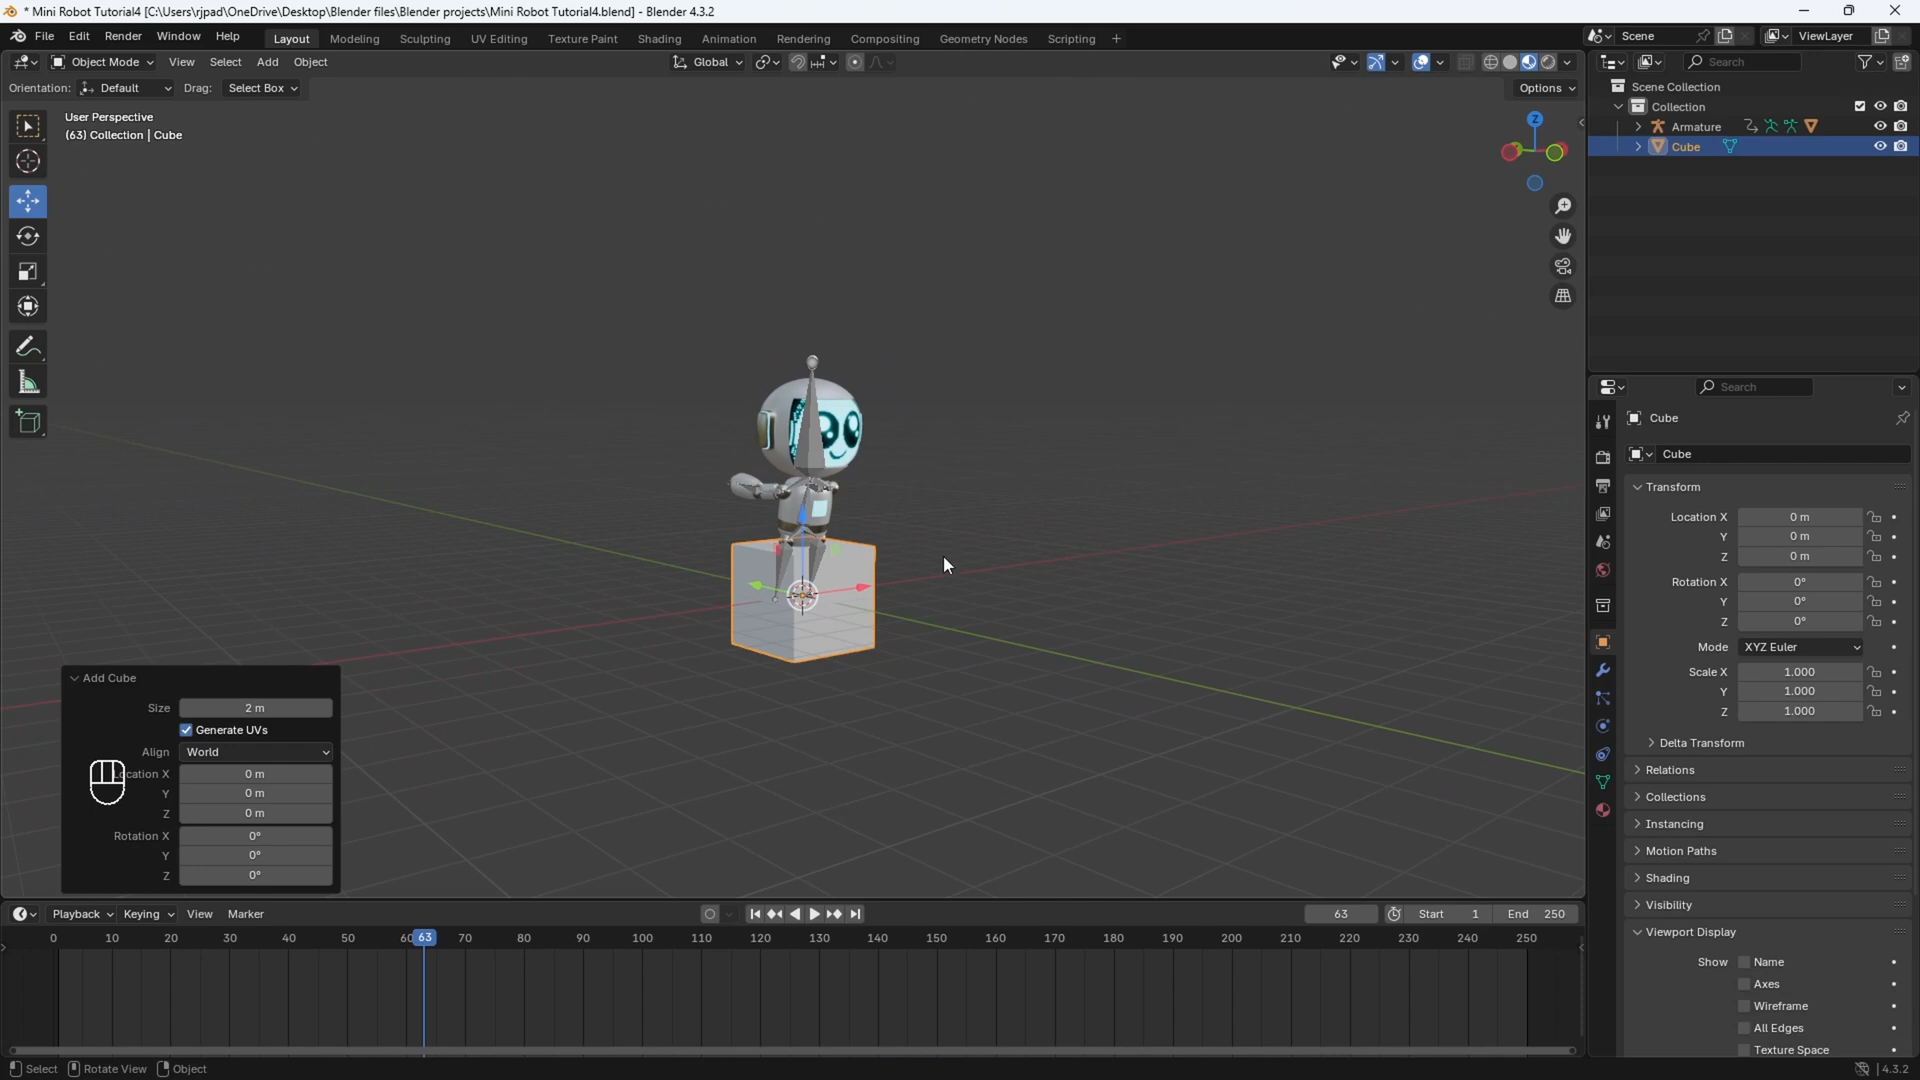 * Mini Robot Tutorial4 [C:\Users\rjpad\OneDrive\Desktop\Blender files\Blender projects\Mini Robot Tutorial4.blend] - Blender 4.3.2
File Edit Render Window Help Layout Modeling Sculpting UV Editing Texture Paint Shading Animation Rendering Compositing Geometry Nodes Scripting + Scene ViewLayer
Object Mode View Select Add Object Global Search
Orientation: Default Drag: Select Box Options
User Perspective
(63) Collection | Cube
Z
Scene Collection
Collection
Armature
Cube
Search
Cube
Cube
Transform
Location X 0 m
Y 0 m
Z 0 m
Rotation X 0°
Y 0°
Z 0°
Mode XYZ Euler
Scale X 1.000
Y 1.000
Z 1.000
Delta Transform
Relations
Collections
Instancing
Motion Paths
Shading
Visibility
Viewport Display
Show Name
Axes
Wireframe
All Edges
Texture Space
Add Cube
Size 2 m
Generate UVs
Align World
ocation X 0 m
Y 0 m
Z 0 m
Rotation X 0°
Y 0°
Z 0°
Playback Keying View Marker 63 Start 1 End 250
0 10 20 30 40 50 60 63 70 80 90 100 110 120 130 140 150 160 170 180 190 200 210 220 230 240 250
Select Rotate View Object 4.3.2